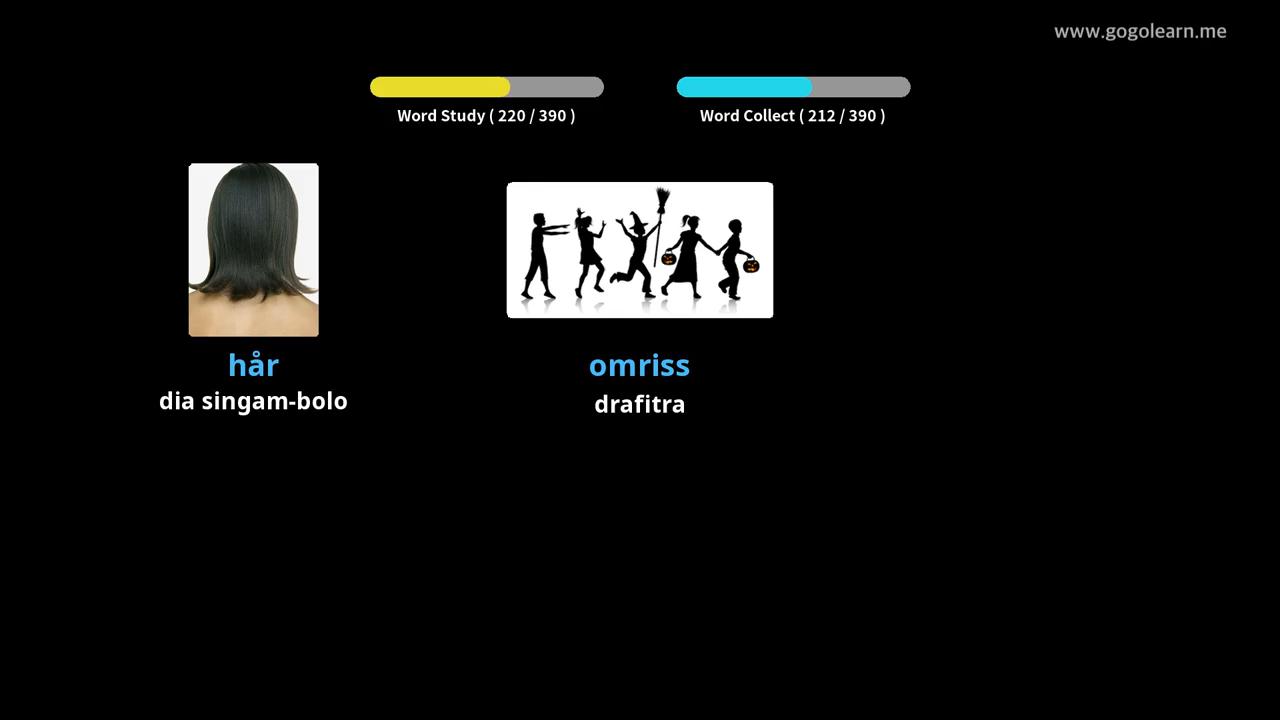 www.gogolearn.me
Word Study ( 220 / 390 )
Word Collect ( 212 / 390 )
hår
omriss
dia singam-bolo
drafitra